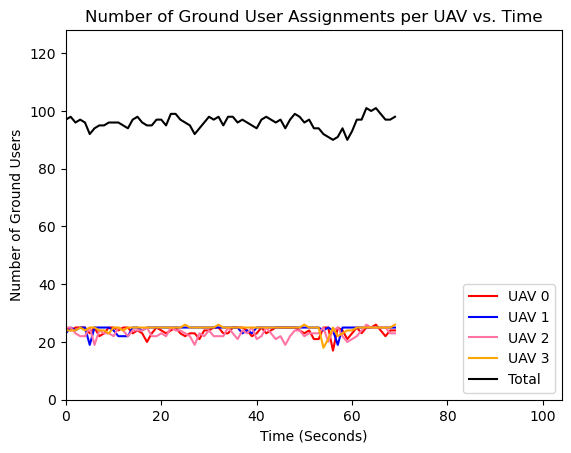 Number of Ground User Assignments per UAV vs. Time
Number of Ground Users
120
100
80
60
40
20
0
0 20 40 60 80 100
Time (Seconds)
UAV 0
UAV 1
UAV 2
UAV 3
Total